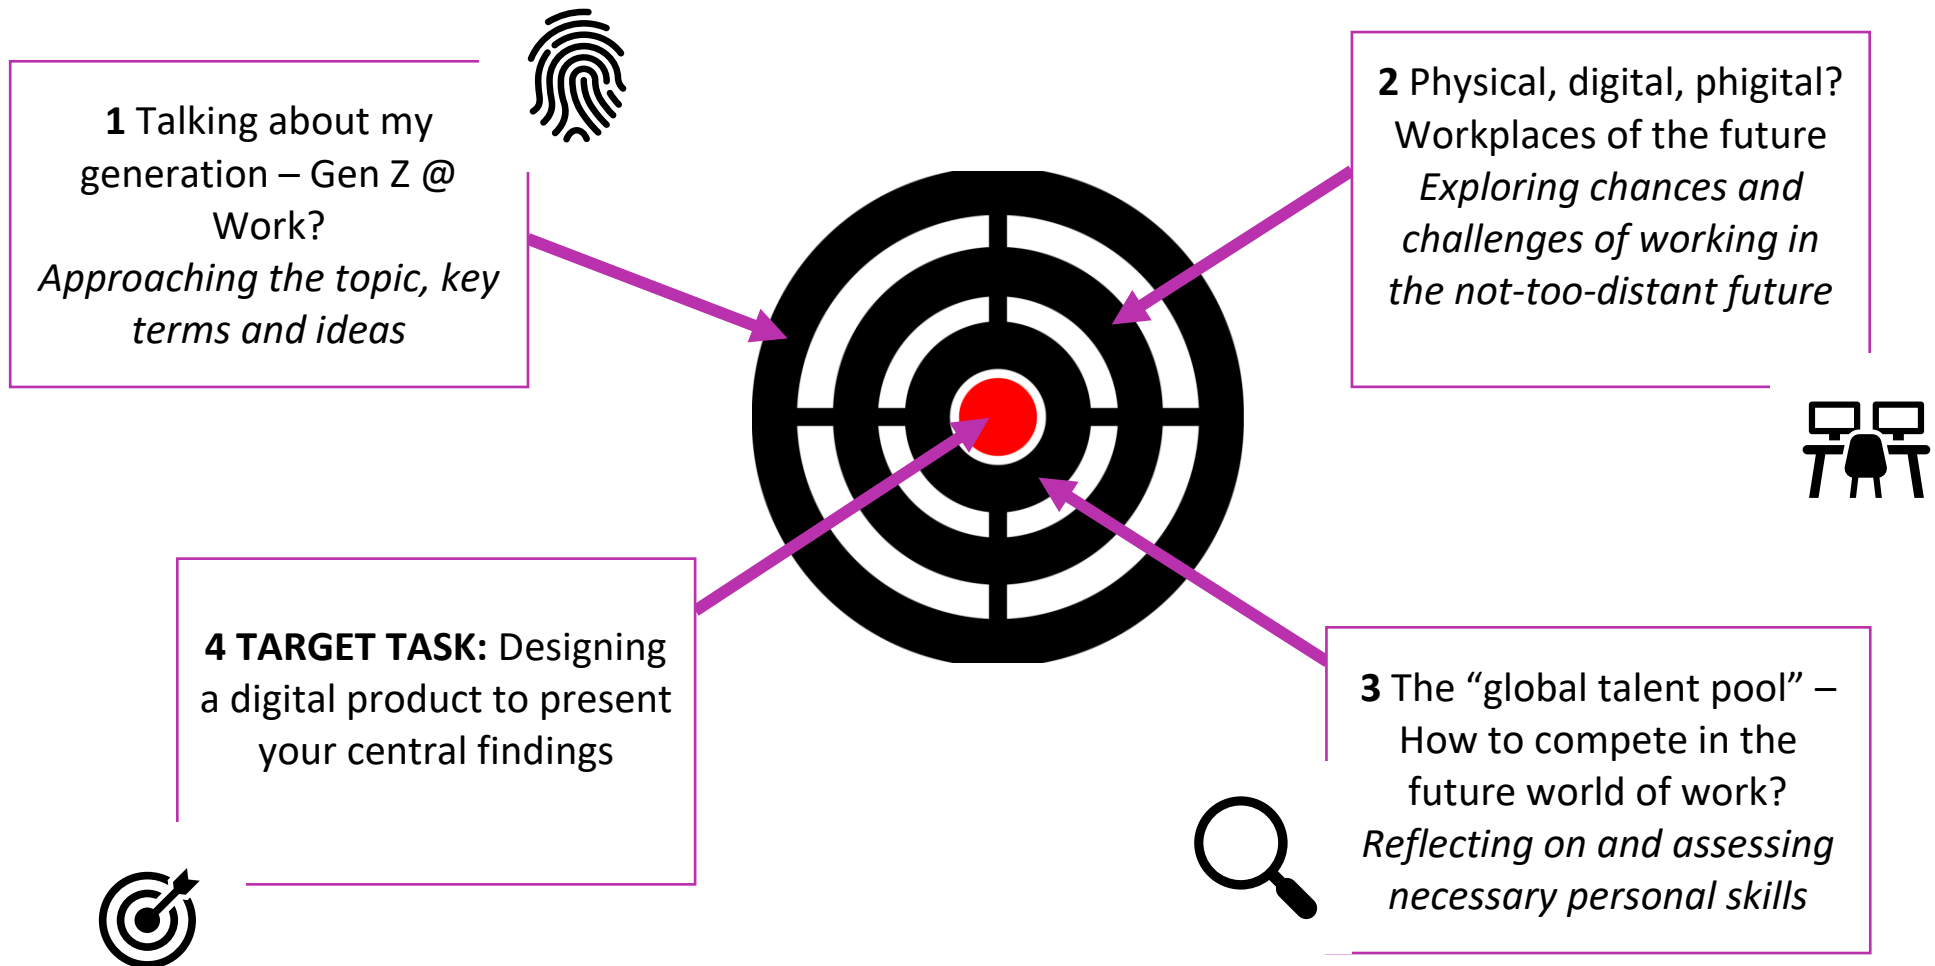 1 Talking about my
generation – Gen Z @
Work?
Approaching the topic, key
terms and ideas
2 Physical, digital, phigital?
Workplaces of the future
Exploring chances and
challenges of working in
the not-too-distant future
3 The “global talent pool” –
How to compete in the
future world of work?
Reflecting on and assessing
necessary personal skills
4 TARGET TASK: Designing
a digital product to present
your central findings